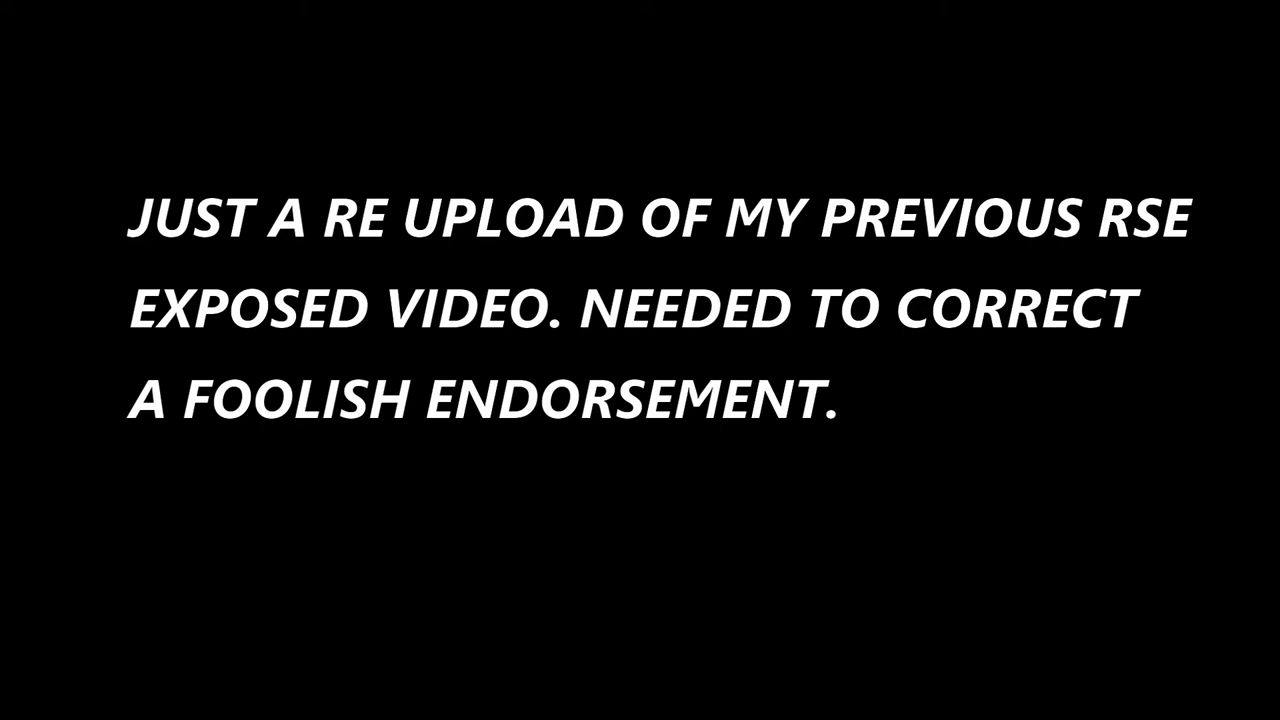 JUST A RE UPLOAD OF MY PREVIOUS RSE
EXPOSED VIDEO. NEEDED TO CORRECT
A FOOLISH ENDORSEMENT.